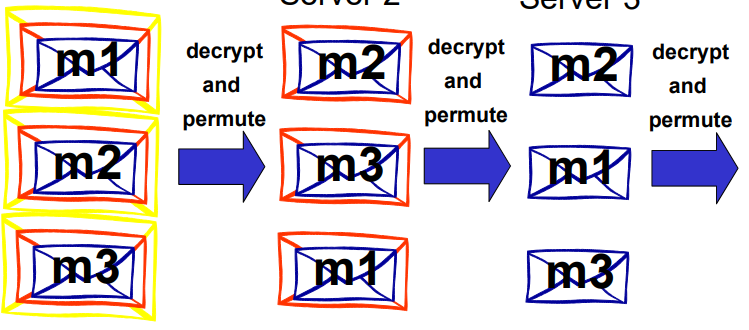 Server 2
Server 3
m1
m2
m3
decrypt
and
permute
m2
m3
m1
decrypt
and
permute
m2
m1
m3
decrypt
and
permute